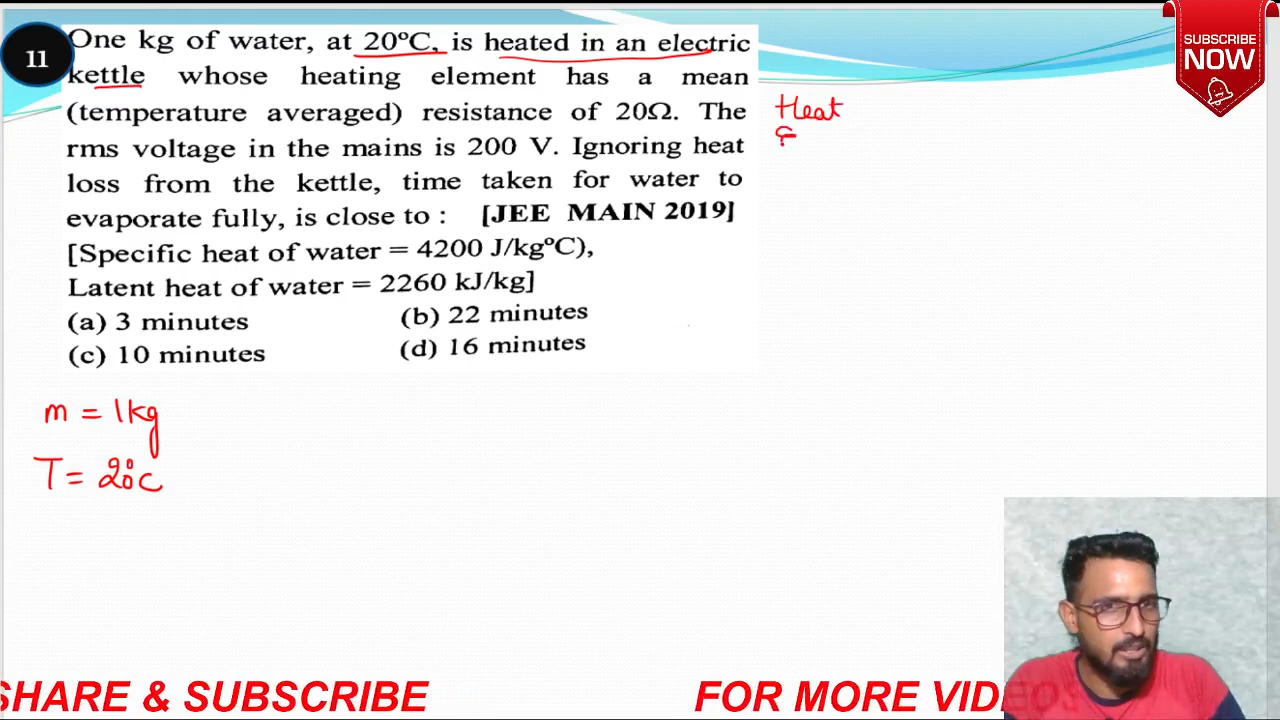 SUBSCRIBE
NOW
11
One kg of water, at 20ºC, is heated in an electric
kettle whose heating element has a mean
(temperature averaged) resistance of 20Ω. The
rms voltage in the mains is 200 V. Ignoring heat
loss from the kettle, time taken for water to
evaporate fully, is close to : [JEE MAIN 2019]
[Specific heat of water = 4200 J/kgºC),
Latent heat of water = 2260 kJ/kg]
(a) 3 minutes (b) 22 minutes
(c) 10 minutes (d) 16 minutes
Heat
m = 1kg
T = 20°c
SHARE & SUBSCRIBE FOR MORE VIDEOS